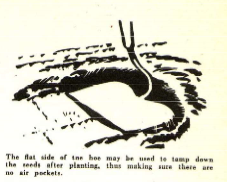 The flat side of tne hoe may be used to tamp down
the seeds after planting, thus making sure there are
no air pockets.